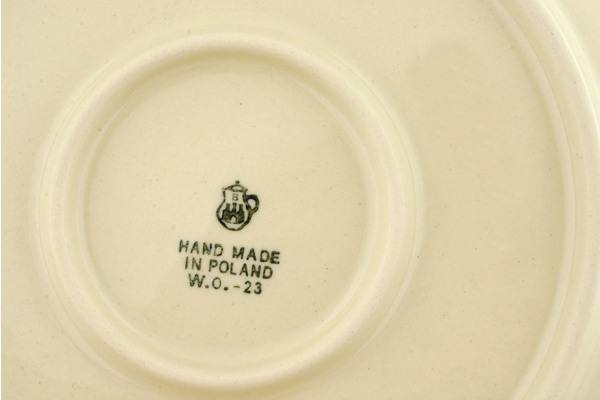 B
HAND MADE
IN POLAND
W.O.-23